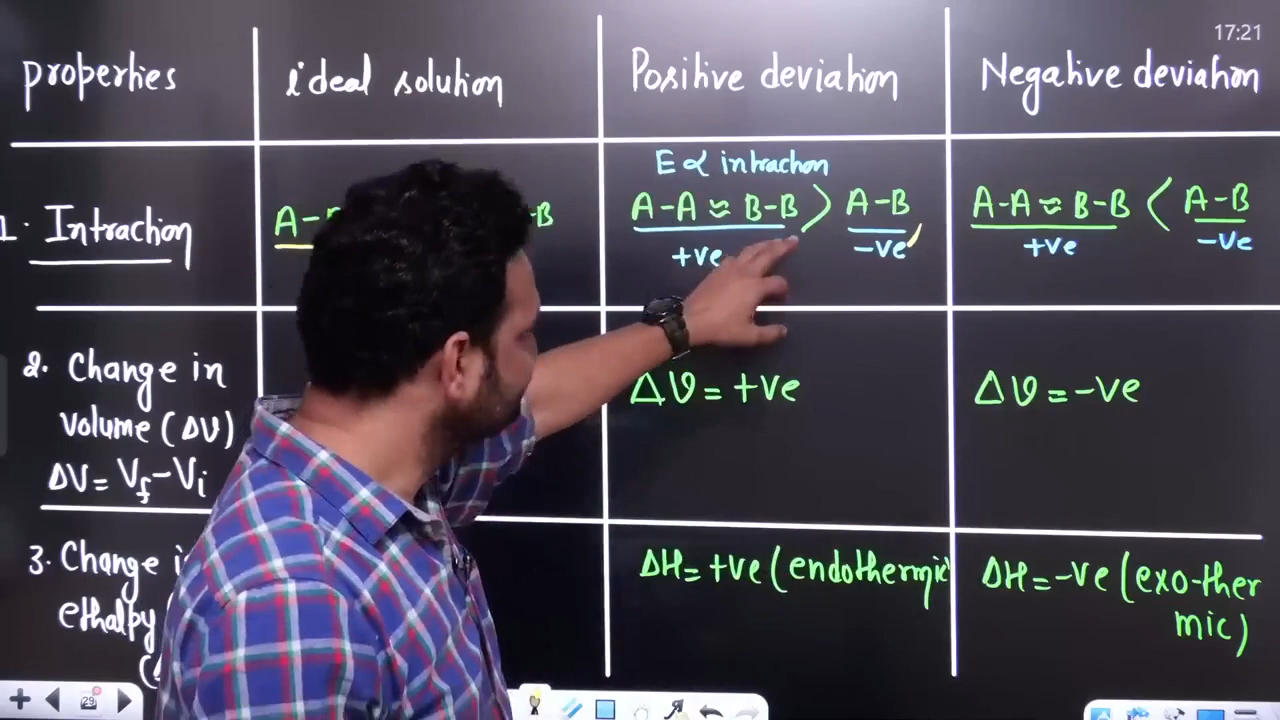 17:21
properties
ideal solution
Positive deviation
Negative deviation
E ∝ intraction
1. Intraction
A-B
A-A ≈ B-B > A-B
+ve -ve
A-A ≈ B-B < A-B
+ve -ve
2. Change in
volume (ΔV)
ΔV = Vf - Vi
ΔV = +ve
ΔV = -ve
3. Change
ethalpy
ΔH = +ve (endothermic)
ΔH = -ve (exo-ther
mic)
29